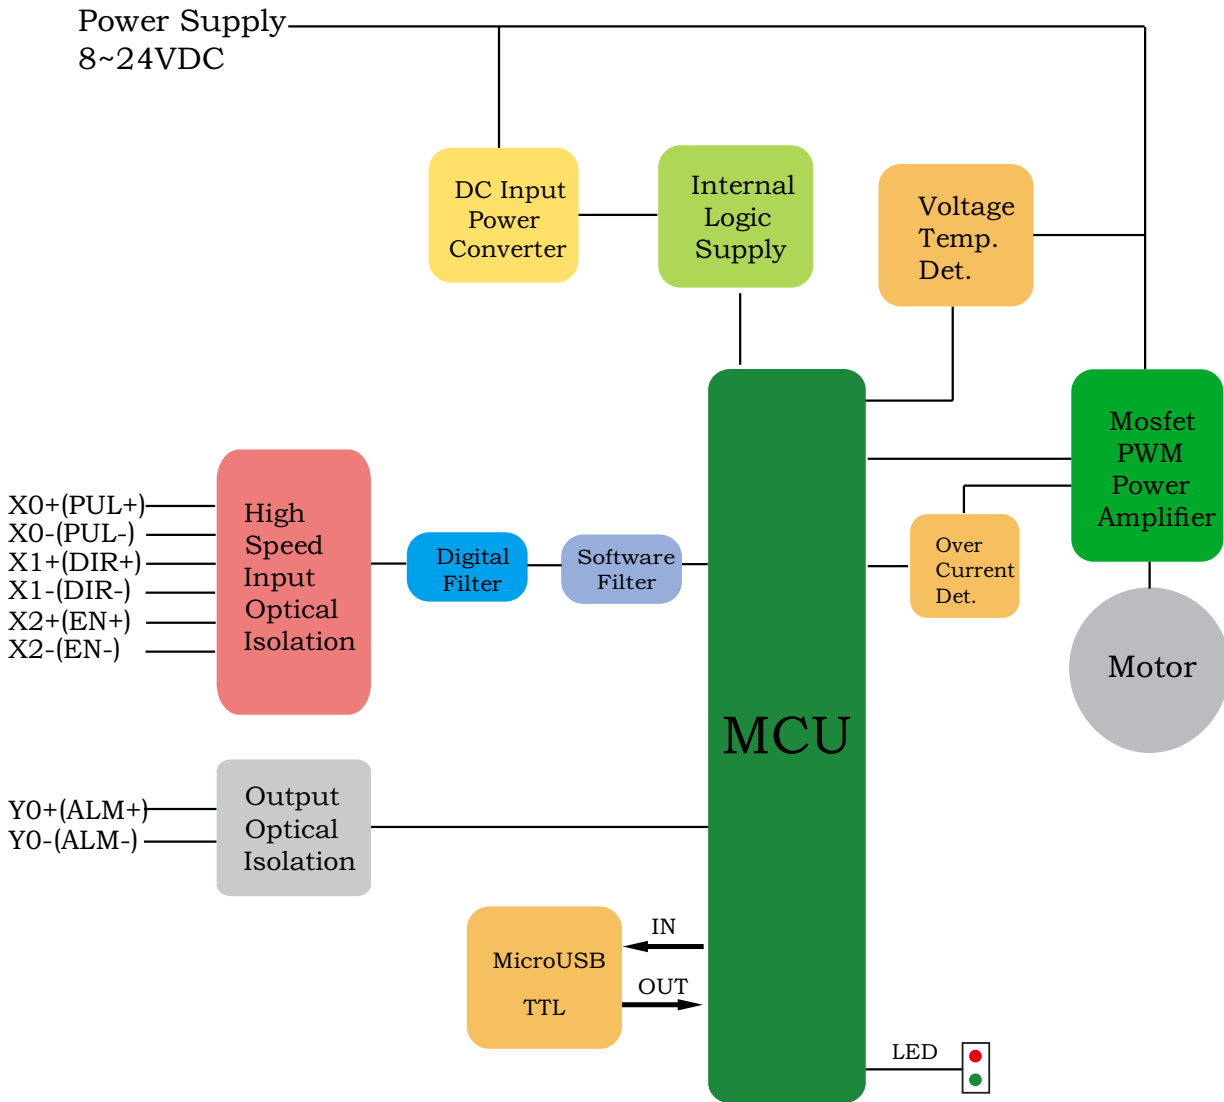 Power Supply
8~24VDC
DC Input
Power
Converter
Internal
Logic
Supply
Voltage
Temp.
Det.
Mosfet
PWM
Power
Amplifier
X0+(PUL+)
X0-(PUL-)
X1+(DIR+)
X1-(DIR-)
X2+(EN+)
X2-(EN-)
High
Speed
Input
Optical
Isolation
Digital
Filter
Software
Filter
Over
Current
Det.
Motor
MCU
Y0+(ALM+)
Y0-(ALM-)
Output
Optical
Isolation
MicroUSB
TTL
IN
OUT
LED